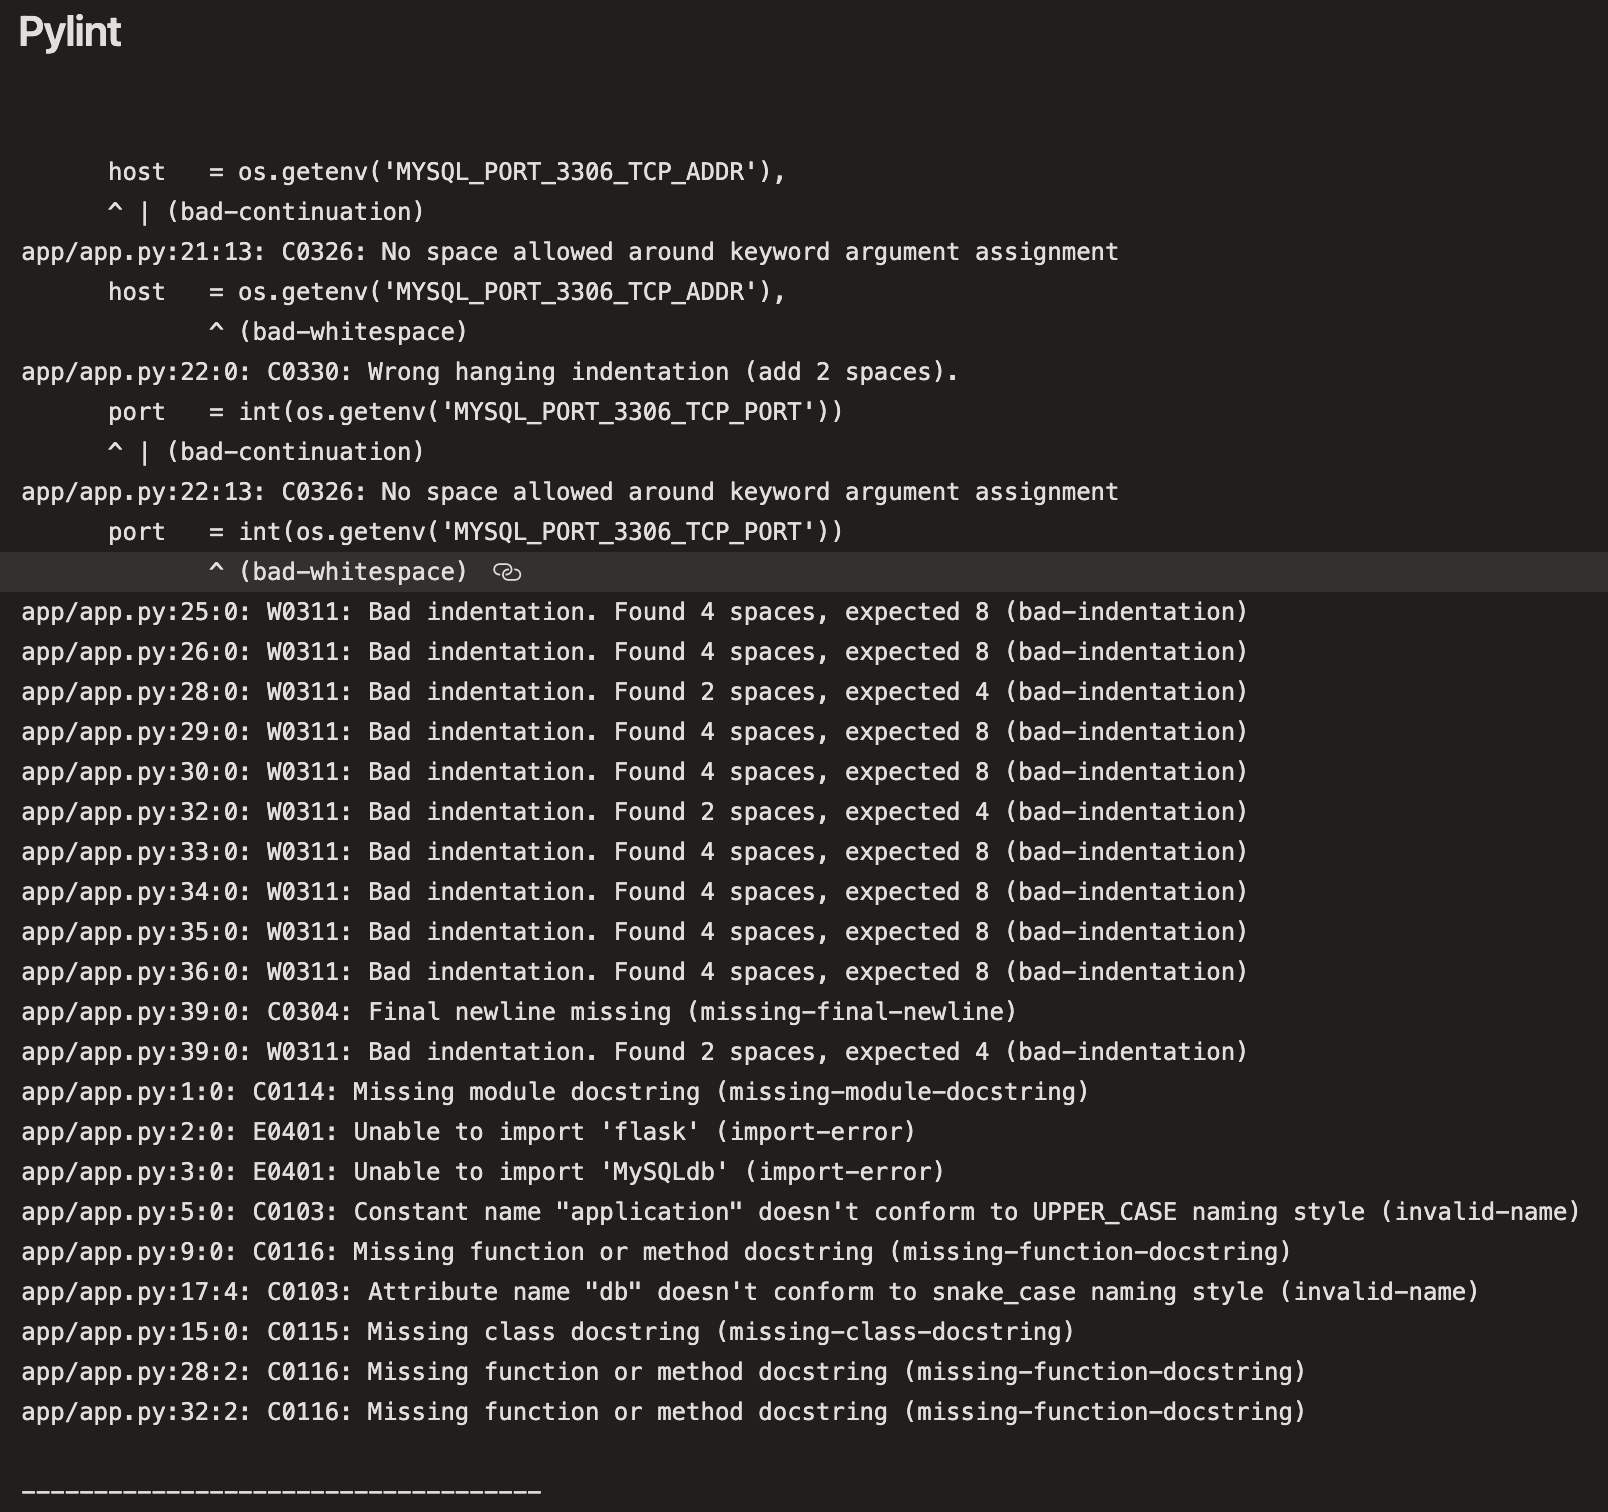 Pylint
      host   = os.getenv('MYSQL_PORT_3306_TCP_ADDR'),
      ^ | (bad-continuation)
app/app.py:21:13: C0326: No space allowed around keyword argument assignment
      host   = os.getenv('MYSQL_PORT_3306_TCP_ADDR'),
             ^ (bad-whitespace)
app/app.py:22:0: C0330: Wrong hanging indentation (add 2 spaces).
      port   = int(os.getenv('MYSQL_PORT_3306_TCP_PORT'))
      ^ | (bad-continuation)
app/app.py:22:13: C0326: No space allowed around keyword argument assignment
      port   = int(os.getenv('MYSQL_PORT_3306_TCP_PORT'))
             ^ (bad-whitespace)
app/app.py:25:0: W0311: Bad indentation. Found 4 spaces, expected 8 (bad-indentation)
app/app.py:26:0: W0311: Bad indentation. Found 4 spaces, expected 8 (bad-indentation)
app/app.py:28:0: W0311: Bad indentation. Found 2 spaces, expected 4 (bad-indentation)
app/app.py:29:0: W0311: Bad indentation. Found 4 spaces, expected 8 (bad-indentation)
app/app.py:30:0: W0311: Bad indentation. Found 4 spaces, expected 8 (bad-indentation)
app/app.py:32:0: W0311: Bad indentation. Found 2 spaces, expected 4 (bad-indentation)
app/app.py:33:0: W0311: Bad indentation. Found 4 spaces, expected 8 (bad-indentation)
app/app.py:34:0: W0311: Bad indentation. Found 4 spaces, expected 8 (bad-indentation)
app/app.py:35:0: W0311: Bad indentation. Found 4 spaces, expected 8 (bad-indentation)
app/app.py:36:0: W0311: Bad indentation. Found 4 spaces, expected 8 (bad-indentation)
app/app.py:39:0: C0304: Final newline missing (missing-final-newline)
app/app.py:39:0: W0311: Bad indentation. Found 2 spaces, expected 4 (bad-indentation)
app/app.py:1:0: C0114: Missing module docstring (missing-module-docstring)
app/app.py:2:0: E0401: Unable to import 'flask' (import-error)
app/app.py:3:0: E0401: Unable to import 'MySQLdb' (import-error)
app/app.py:5:0: C0103: Constant name "application" doesn't conform to UPPER_CASE naming style (invalid-name)
app/app.py:9:0: C0116: Missing function or method docstring (missing-function-docstring)
app/app.py:17:4: C0103: Attribute name "db" doesn't conform to snake_case naming style (invalid-name)
app/app.py:15:0: C0115: Missing class docstring (missing-class-docstring)
app/app.py:28:2: C0116: Missing function or method docstring (missing-function-docstring)
app/app.py:32:2: C0116: Missing function or method docstring (missing-function-docstring)
------------------------------------